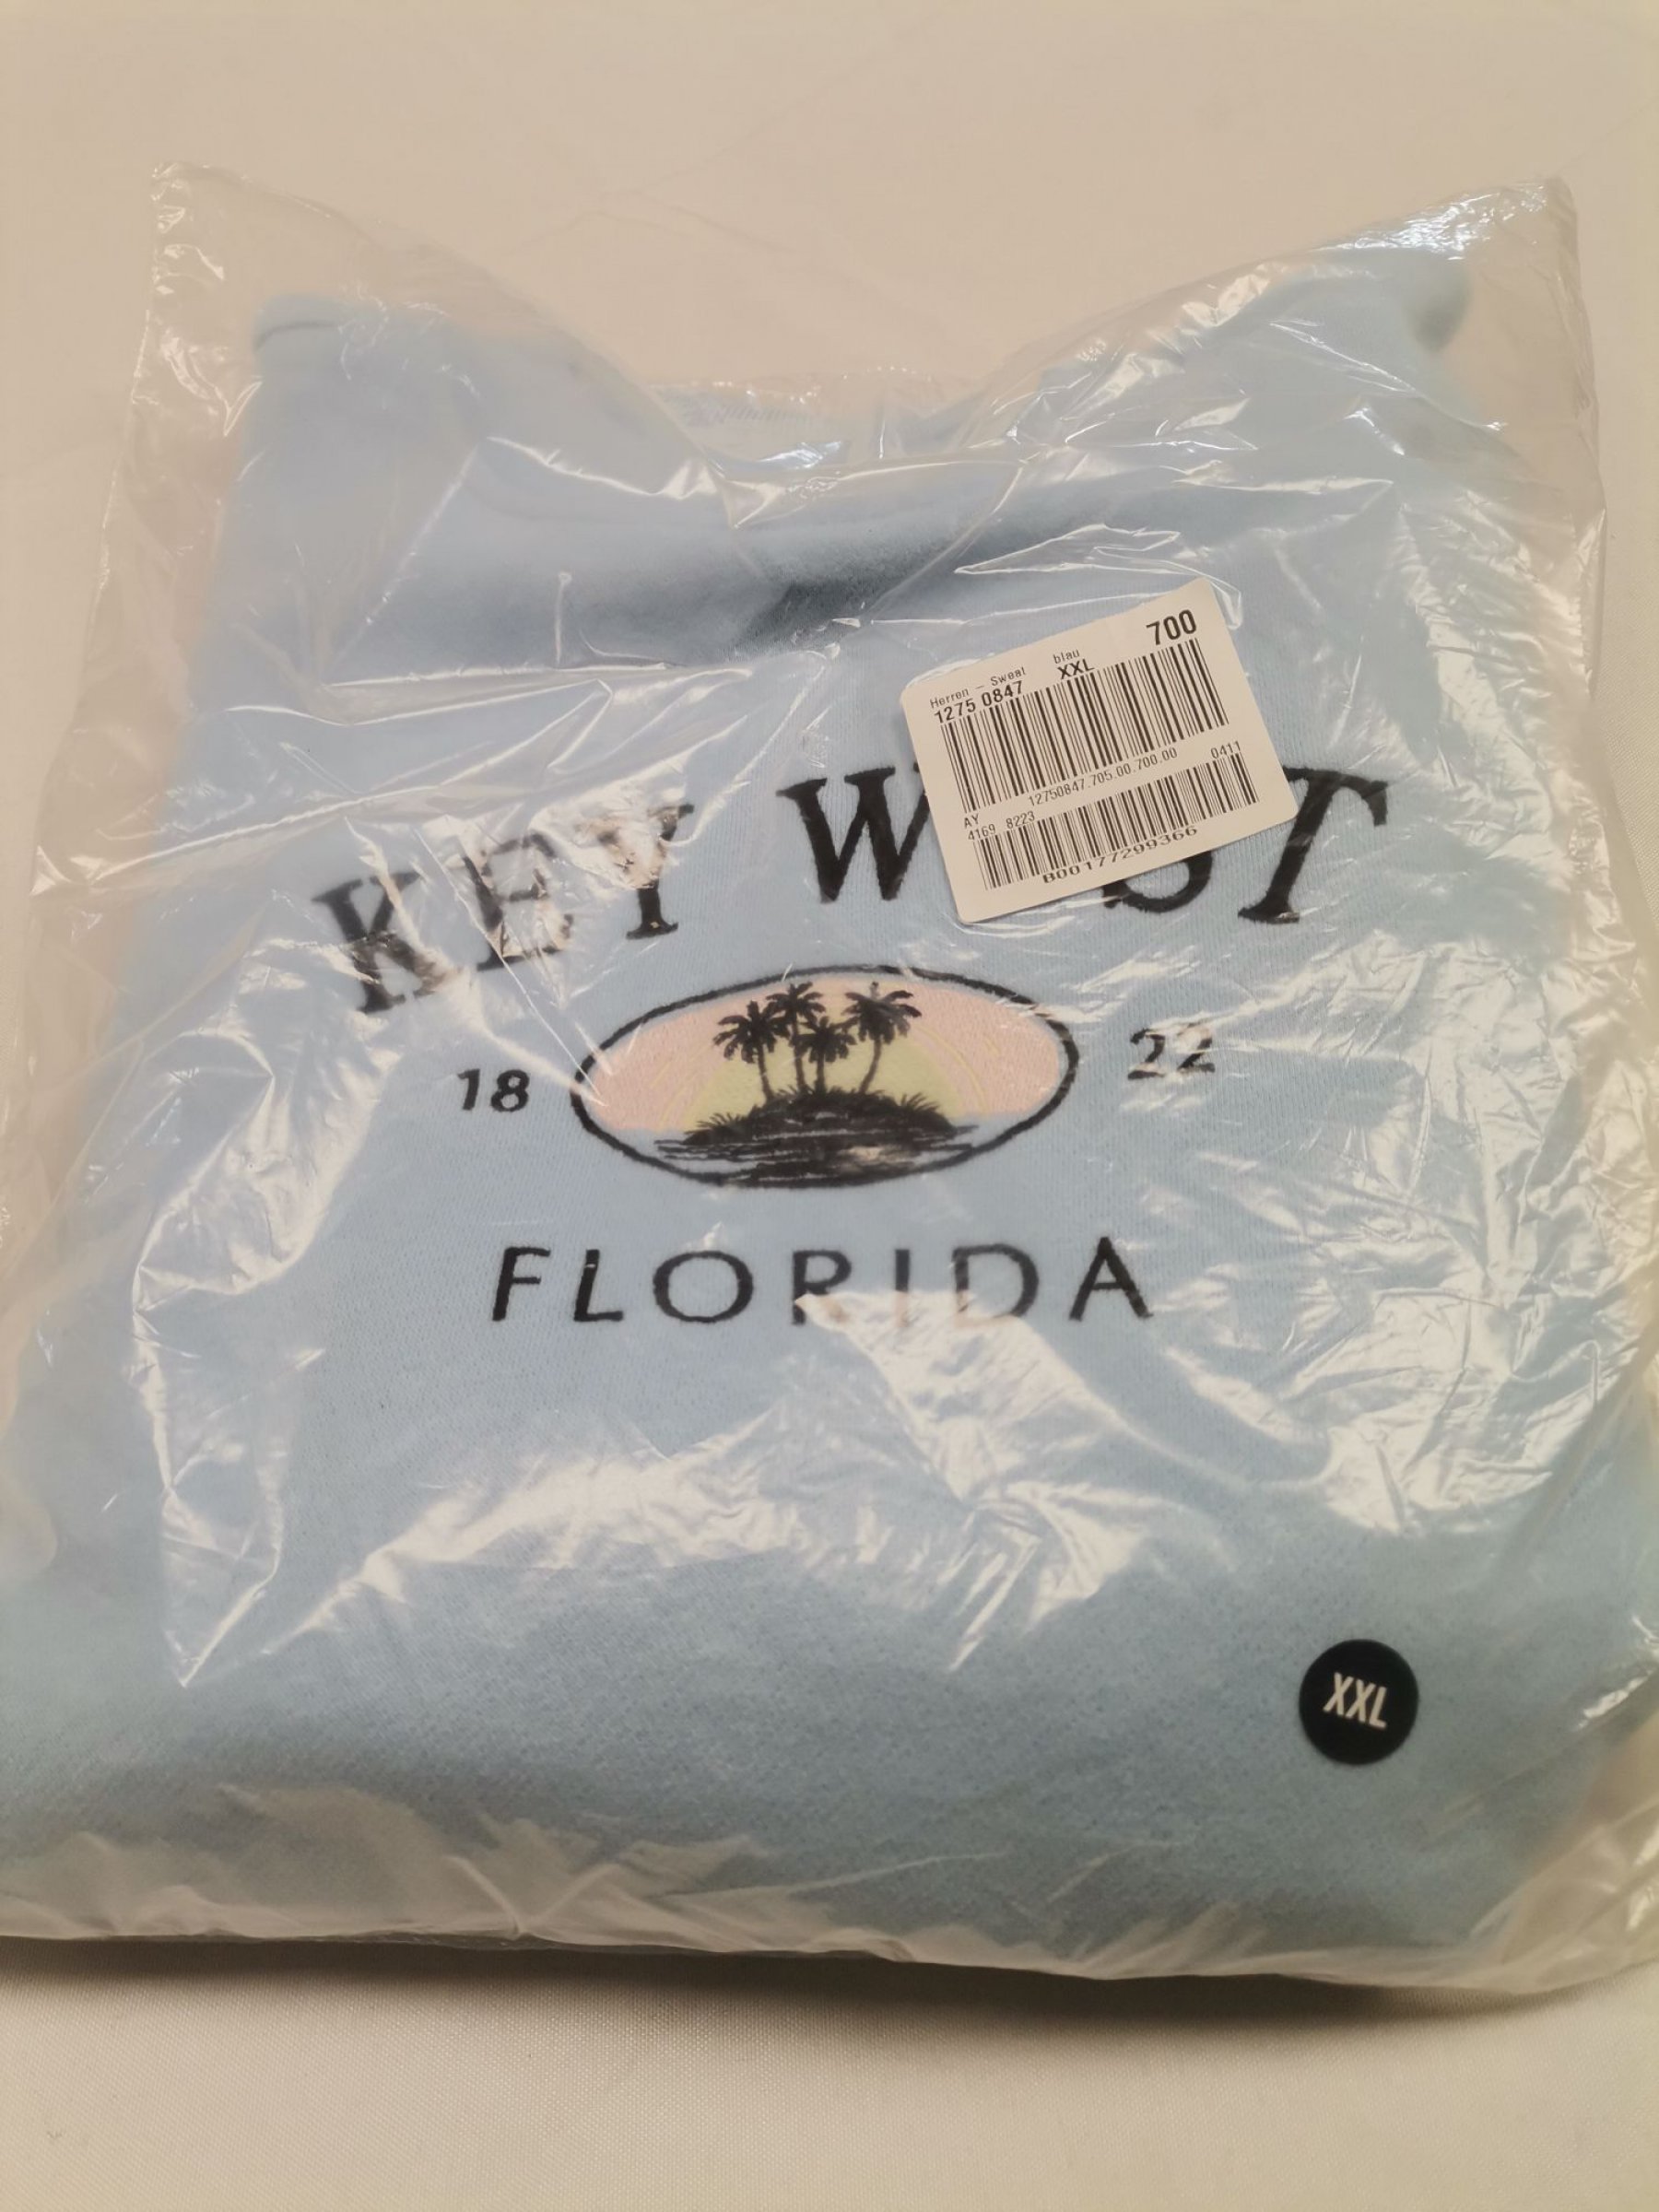 700
Herren - Sweat blau
1275 0847 XXL
12750847.705.00.700.00 0411
AY
4169 8223
B00177299366
KEY W ST
18 22
FLORIDA
XXL